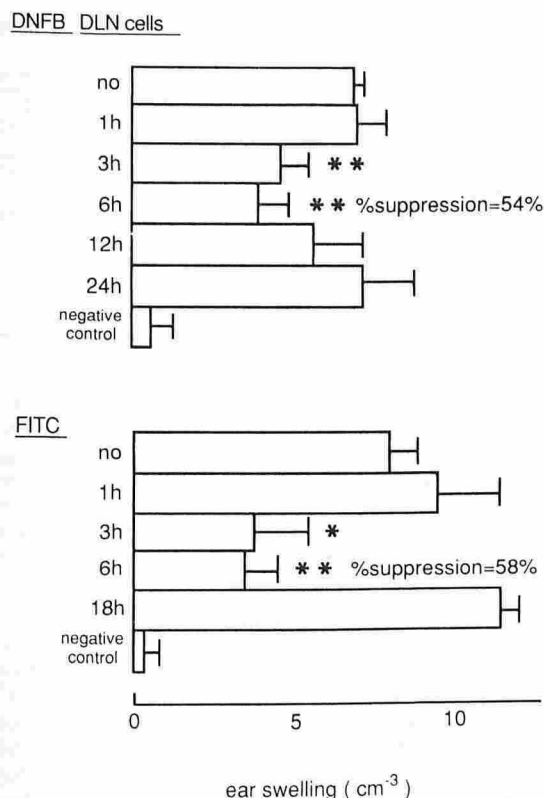 DNFB DLN cells
no
1h
3h * *
6h * * %suppression=54%
12h
24h
negative
control
FITC
no
1h
3h *
6h * * %suppression=58%
18h
negative
control
0 5 10
ear swelling ( cm-3 )